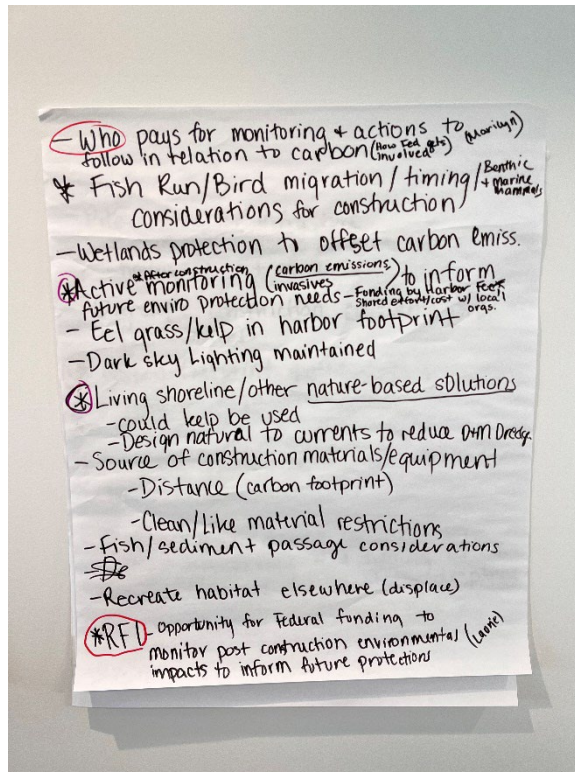 - Who pays for monitoring + actions to
follow in relation to carbon (How Fed gets involved?) (Marilyn)
* Fish Run/Bird migration/timing/Benthic + marine mammals
considerations for construction
- Wetlands protection to offset carbon emiss.
* After construction
*Active monitoring (carbon emissions) to inform
invasives
future enviro protection needs - Funding by Harbor Fees
Shared effort/cost w/ local orgs.
- Eel grass/kelp in harbor footprint
- Dark sky Lighting maintained
* Living shoreline/other nature-based solutions
- could kelp be used
- Design natural to currents to reduce O+M Dredg.
- Source of construction materials/equipment
- Distance (carbon footprint)
- Clean/Like material restrictions
- Fish/sediment passage considerations
- Recreate habitat elsewhere (displace)
*RFI - Opportunity for Federal funding to
monitor post construction environmental (Laurie)
impacts to inform future protections